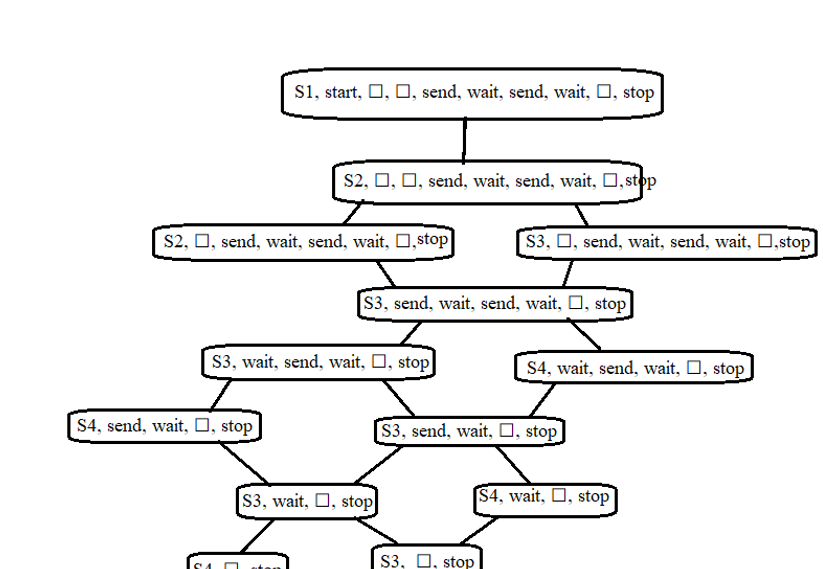 S1, start, □, □, send, wait, send, wait, □, stop
S2, □, □, send, wait, send, wait, □,stop
S2, □, send, wait, send, wait, □,stop
S3, □, send, wait, send, wait, □,stop
S3, send, wait, send, wait, □, stop
S3, wait, send, wait, □, stop
S4, wait, send, wait, □, stop
S4, send, wait, □, stop
S3, send, wait, □, stop
S3, wait, □, stop
S4, wait, □, stop
S4, □, stop
S3, □, stop